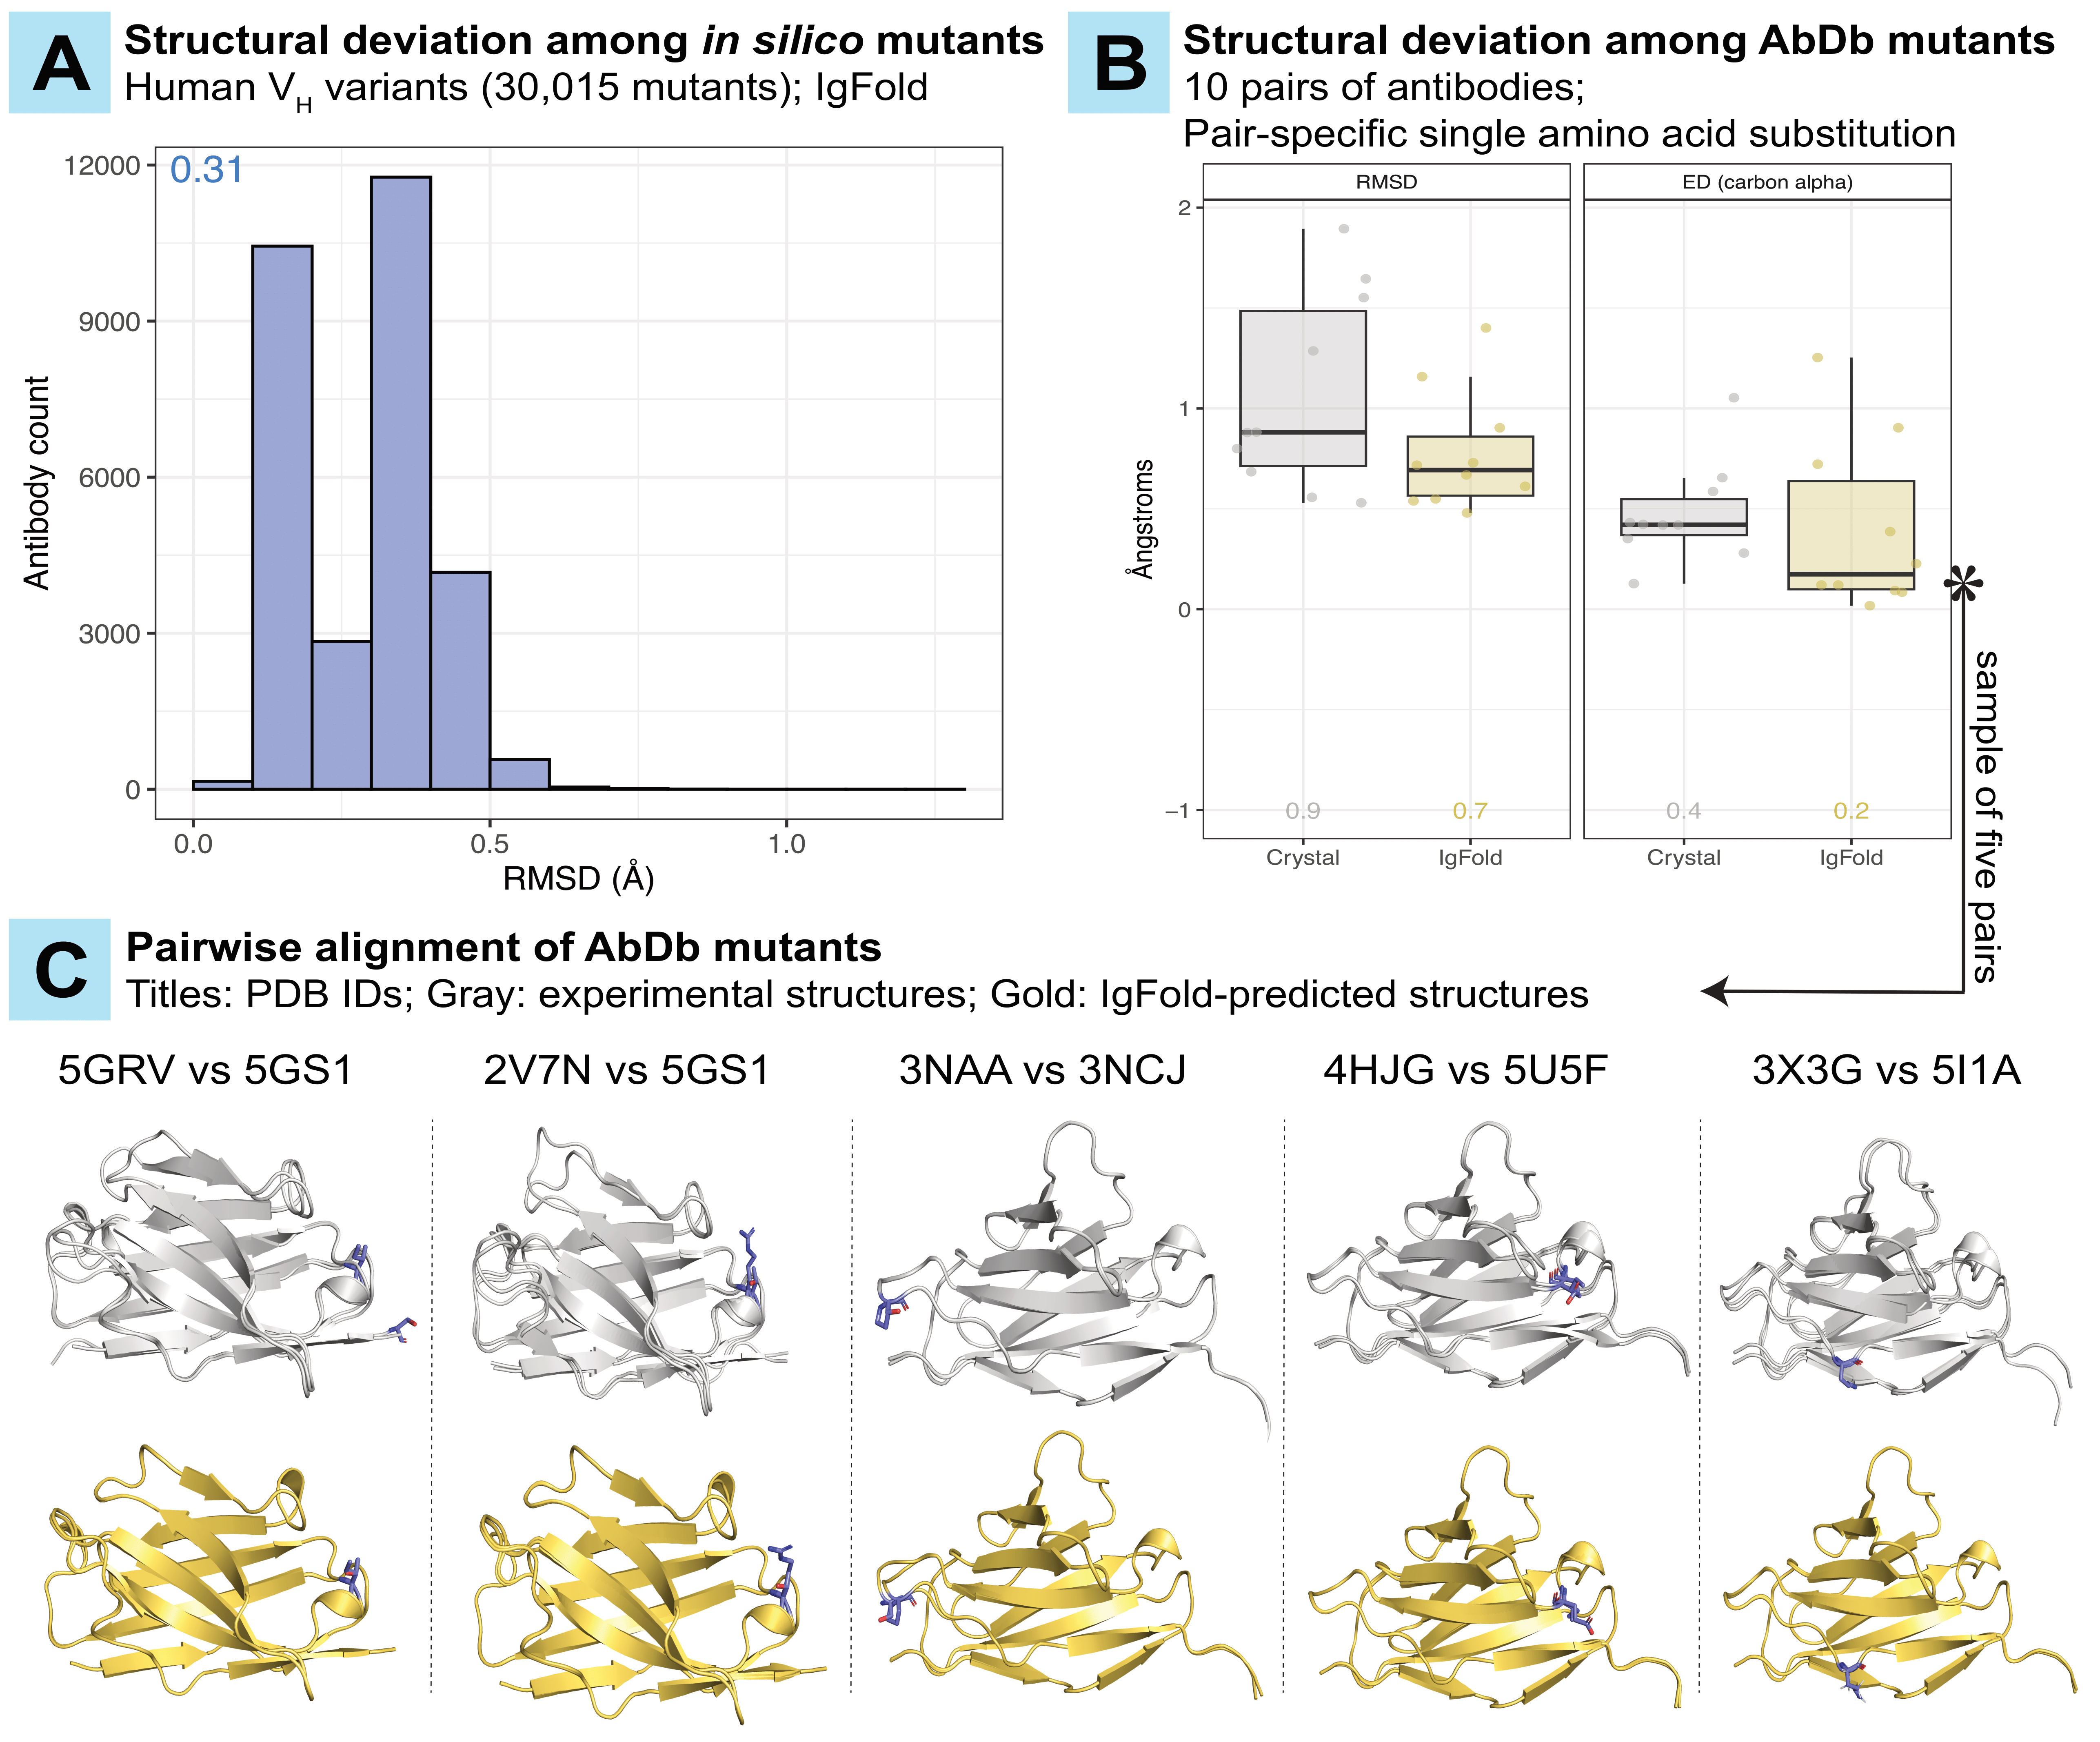 A
Structural deviation among in silico mutants
Human VH variants (30,015 mutants); IgFold
0.31
12000
9000
6000
3000
0
Antibody count
0.0
0.5
1.0
RMSD (Å)
B
Structural deviation among AbDb mutants
10 pairs of antibodies;
Pair-specific single amino acid substitution
RMSD
ED (carbon alpha)
2
1
0
−1
Ångstroms
0.9
0.7
0.4
0.2
Crystal
IgFold
Crystal
IgFold
*
sample of five pairs
C
Pairwise alignment of AbDb mutants
Titles: PDB IDs; Gray: experimental structures; Gold: IgFold-predicted structures
5GRV vs 5GS1
2V7N vs 5GS1
3NAA vs 3NCJ
4HJG vs 5U5F
3X3G vs 5I1A